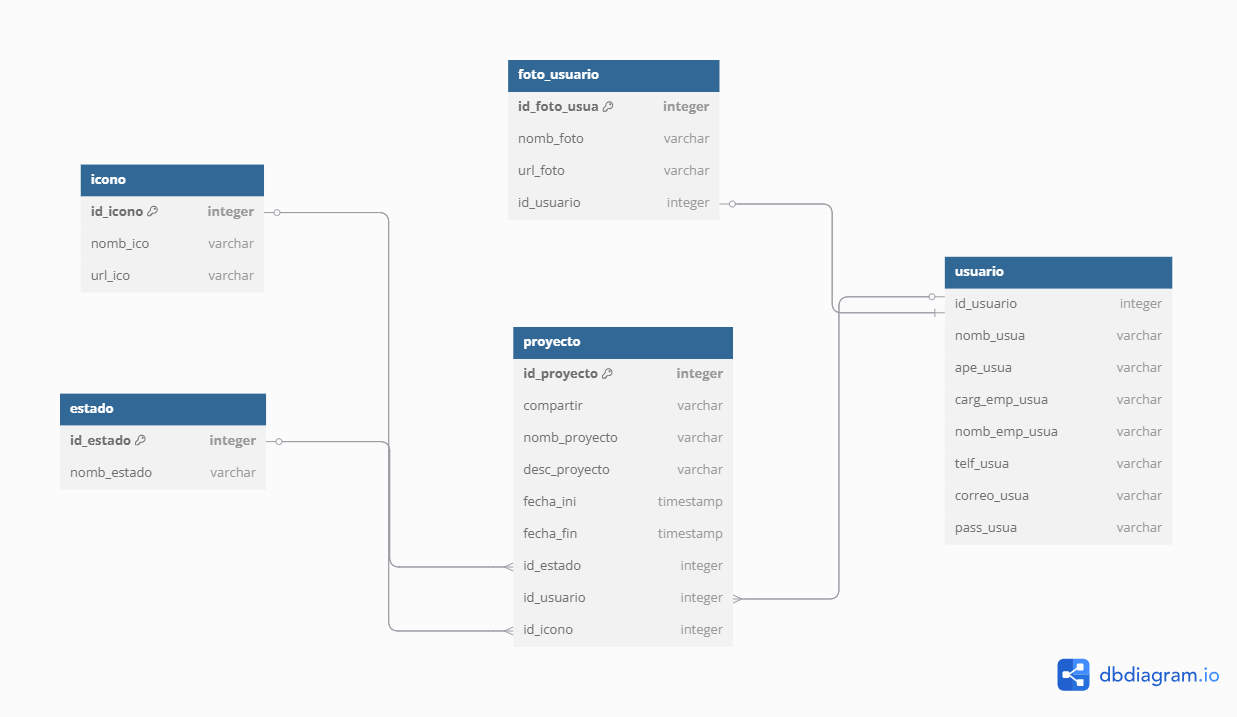 foto_usuario
id_foto_usua integer
nomb_foto varchar
url_foto varchar
id_usuario integer
icono
id_icono integer
nomb_ico varchar
url_ico varchar
usuario
id_usuario integer
nomb_usua varchar
ape_usua varchar
carg_emp_usua varchar
nomb_emp_usua varchar
telf_usua varchar
correo_usua varchar
pass_usua varchar
proyecto
id_proyecto integer
compartir varchar
nomb_proyecto varchar
desc_proyecto varchar
fecha_ini timestamp
fecha_fin timestamp
id_estado integer
id_usuario integer
id_icono integer
estado
id_estado integer
nomb_estado varchar
dbdiagram.io